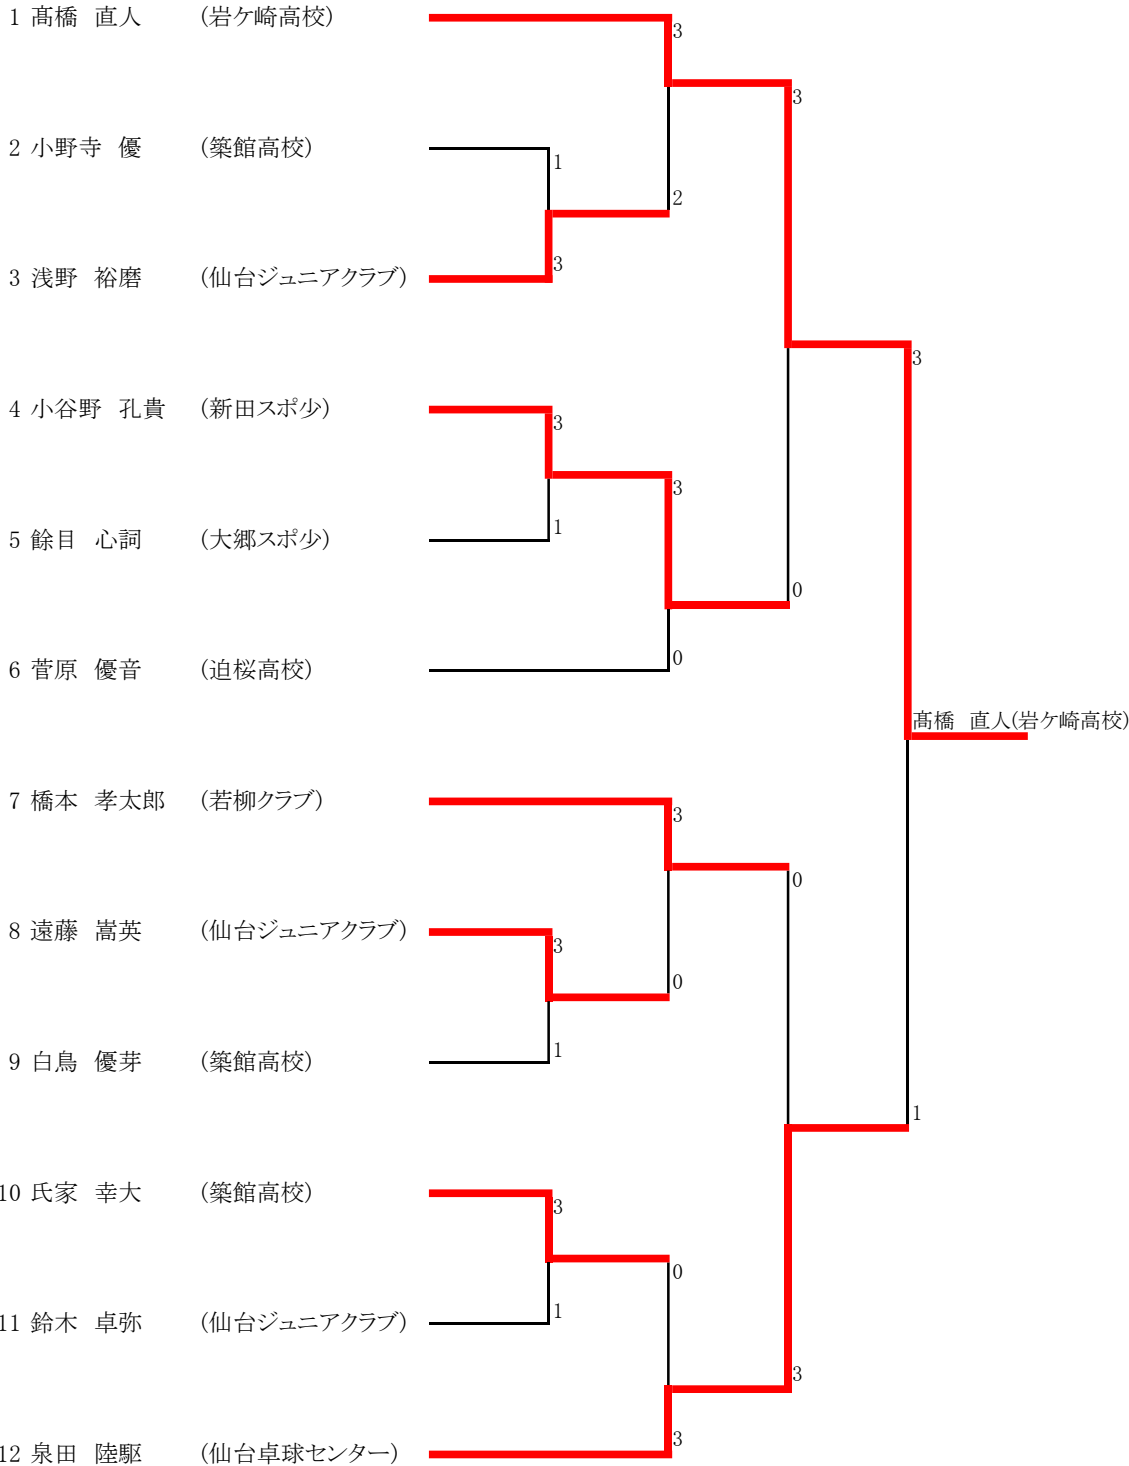 1 髙橋　直人 (岩ケ崎高校)
3
3
2 小野寺　優 (築館高校)
1
2
3 浅野　裕磨 (仙台ジュニアクラブ)
3
3
4 小谷野　孔貴 (新田スポ少)
3
3
5 餘目　心詞 (大郷スポ少)
1
0
6 菅原　優音 (迫桜高校)
0
髙橋　直人(岩ケ崎高校)
7 橋本　孝太郎 (若柳クラブ)
3
0
8 遠藤　嵩英 (仙台ジュニアクラブ)
3
0
9 白鳥　優芽 (築館高校)
1
1
10 氏家　幸大 (築館高校)
3
0
11 鈴木　卓弥 (仙台ジュニアクラブ)
1
3
12 泉田　陸駆 (仙台卓球センター)
3